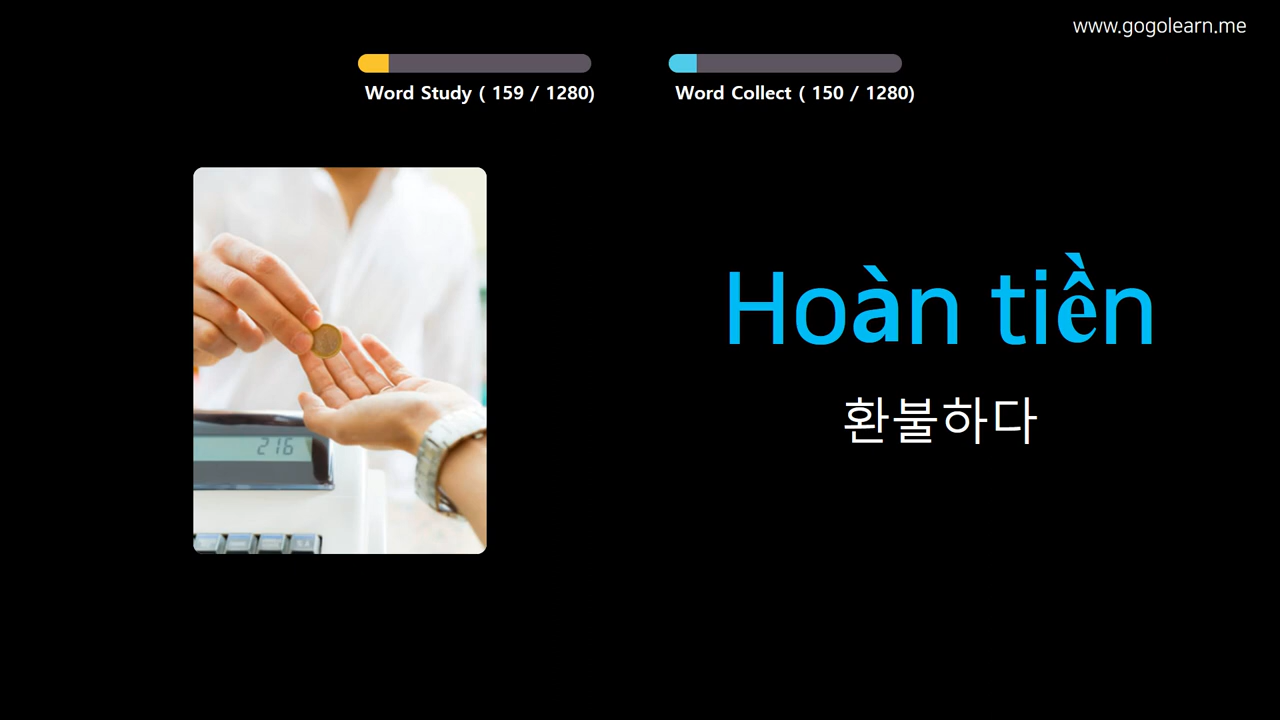 www.gogolearn.me
Word Study ( 159 / 1280)
Word Collect ( 150 / 1280)
216
Hoàn tiền
환불하다